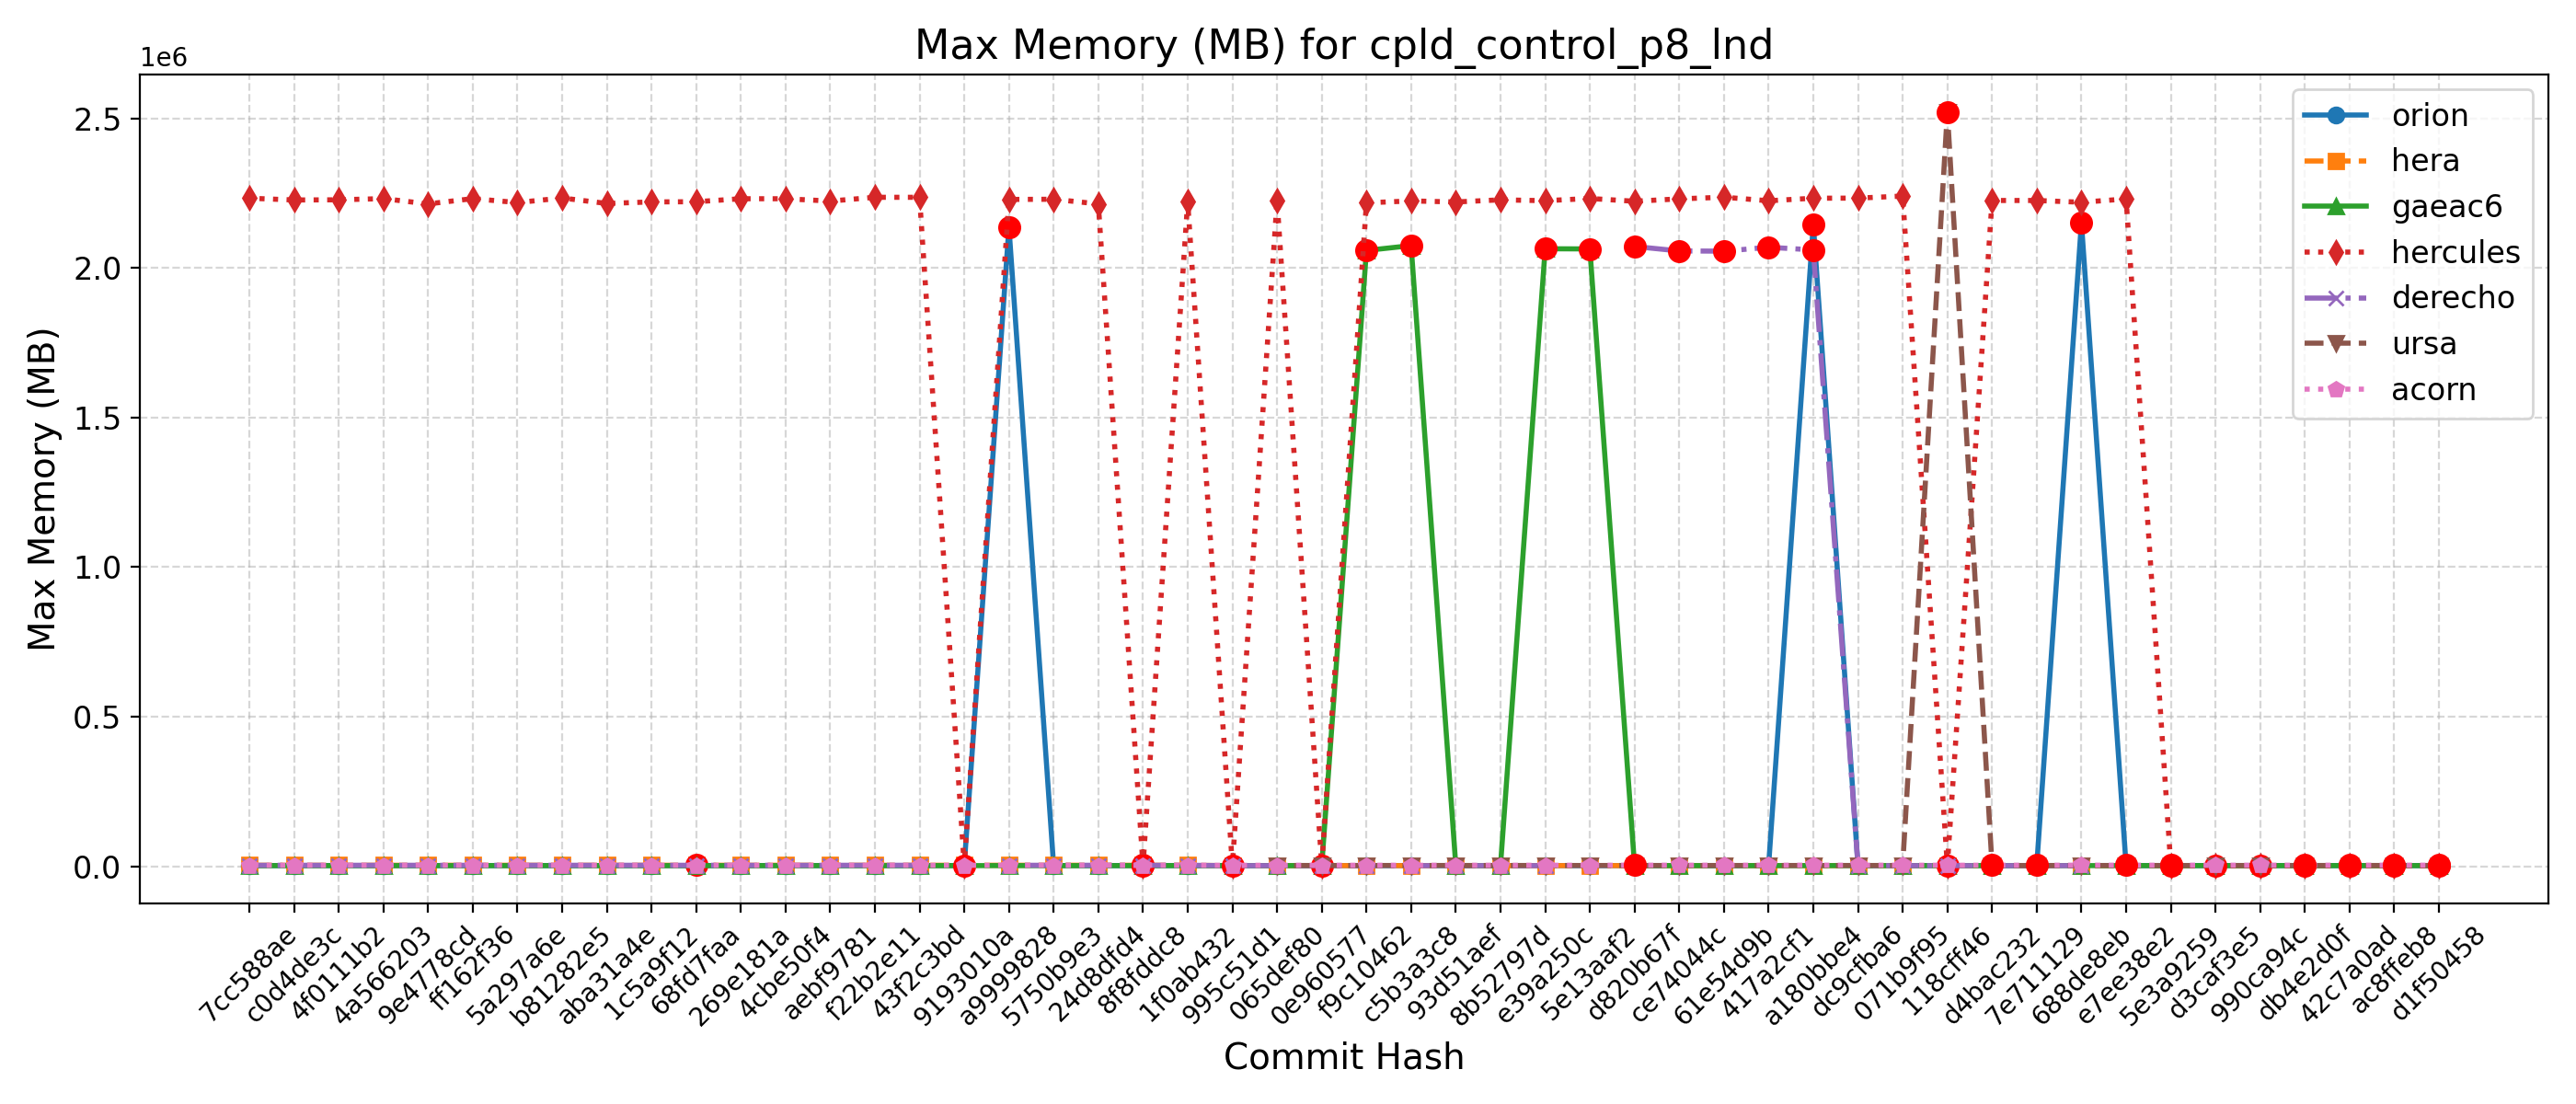 Max Memory (MB) for cpld_control_p8_lnd
1e6
2.5
2.0
1.5
1.0
0.5
0.0
Max Memory (MB)
orion
hera
gaeac6
hercules
derecho
ursa
acorn
7cc588ae
c0d4de3c
4f0111b2
4a566203
9e4778cd
ff162f36
5a297a6e
b81282e5
aba31a4e
1c5a9f12
68fd7faa
269e181a
4cbe50f4
aebf9781
f22b2e11
43f2c3bd
9193010a
a9999828
5750b9e3
24d8dfd4
8f8fddc8
1f0ab432
995c51d1
065def80
0e960577
f9c10462
c5b3a3c8
93d51aef
8b52797d
e39a250c
5e13aaf2
d820b67f
ce74044c
61e54d9b
417a2cf1
a180bbe4
dc9cfba6
071b9f95
118cff46
d4bac232
7e711129
688de8eb
e7ee38e2
5e3a9259
d3caf3e5
990ca94c
db4e2d0f
42c7a0ad
ac8ffeb8
d1f50458
Commit Hash